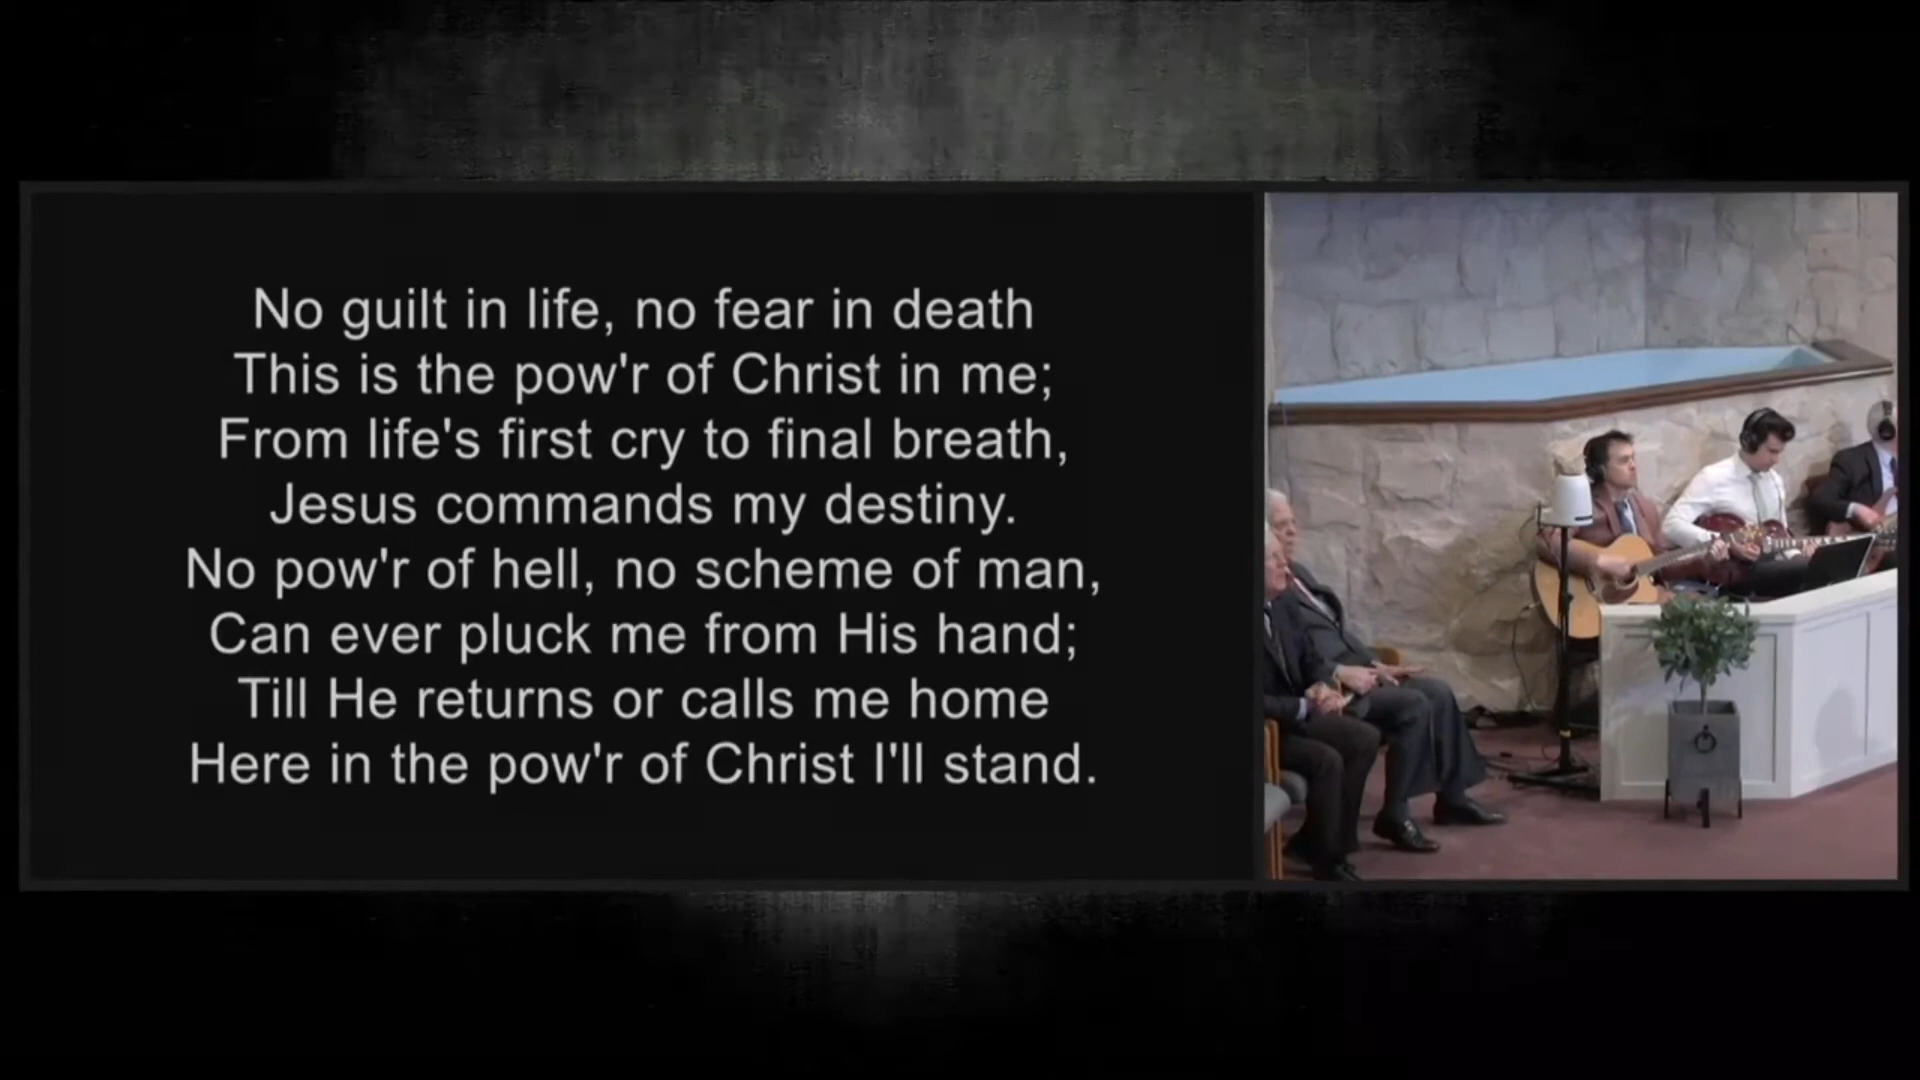 No guilt in life, no fear in death
This is the pow'r of Christ in me;
From life's first cry to final breath,
Jesus commands my destiny.
No pow'r of hell, no scheme of man,
Can ever pluck me from His hand;
Till He returns or calls me home
Here in the pow'r of Christ I'll stand.